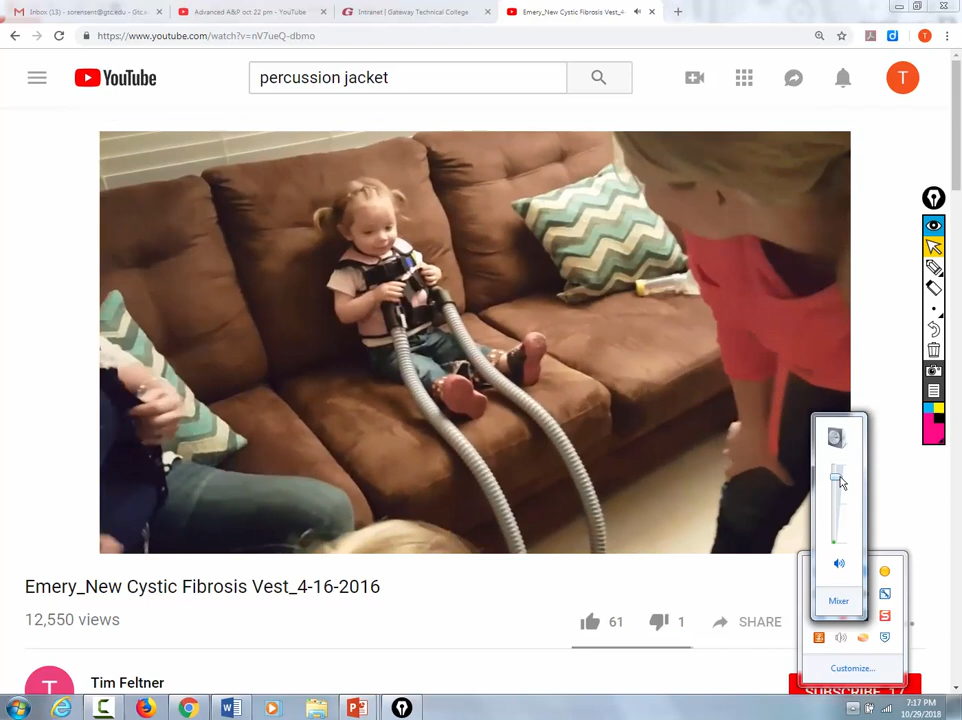 Inbox (13) - sorensent@gtc.edu - Gtc.e
Advanced A&P oct 22 pm - YouTube
Intranet | Gateway Technical College
Emery_New Cystic Fibrosis Vest_4-
https://www.youtube.com/watch?v=nV7ueQ-dbmo
T
YouTube
percussion jacket
T
Emery_New Cystic Fibrosis Vest_4-16-2016
12,550 views
61
1
SHARE
Mixer
Customize...
T
Tim Feltner
SUBSCRIBE 17
7:17 PM
10/29/2018